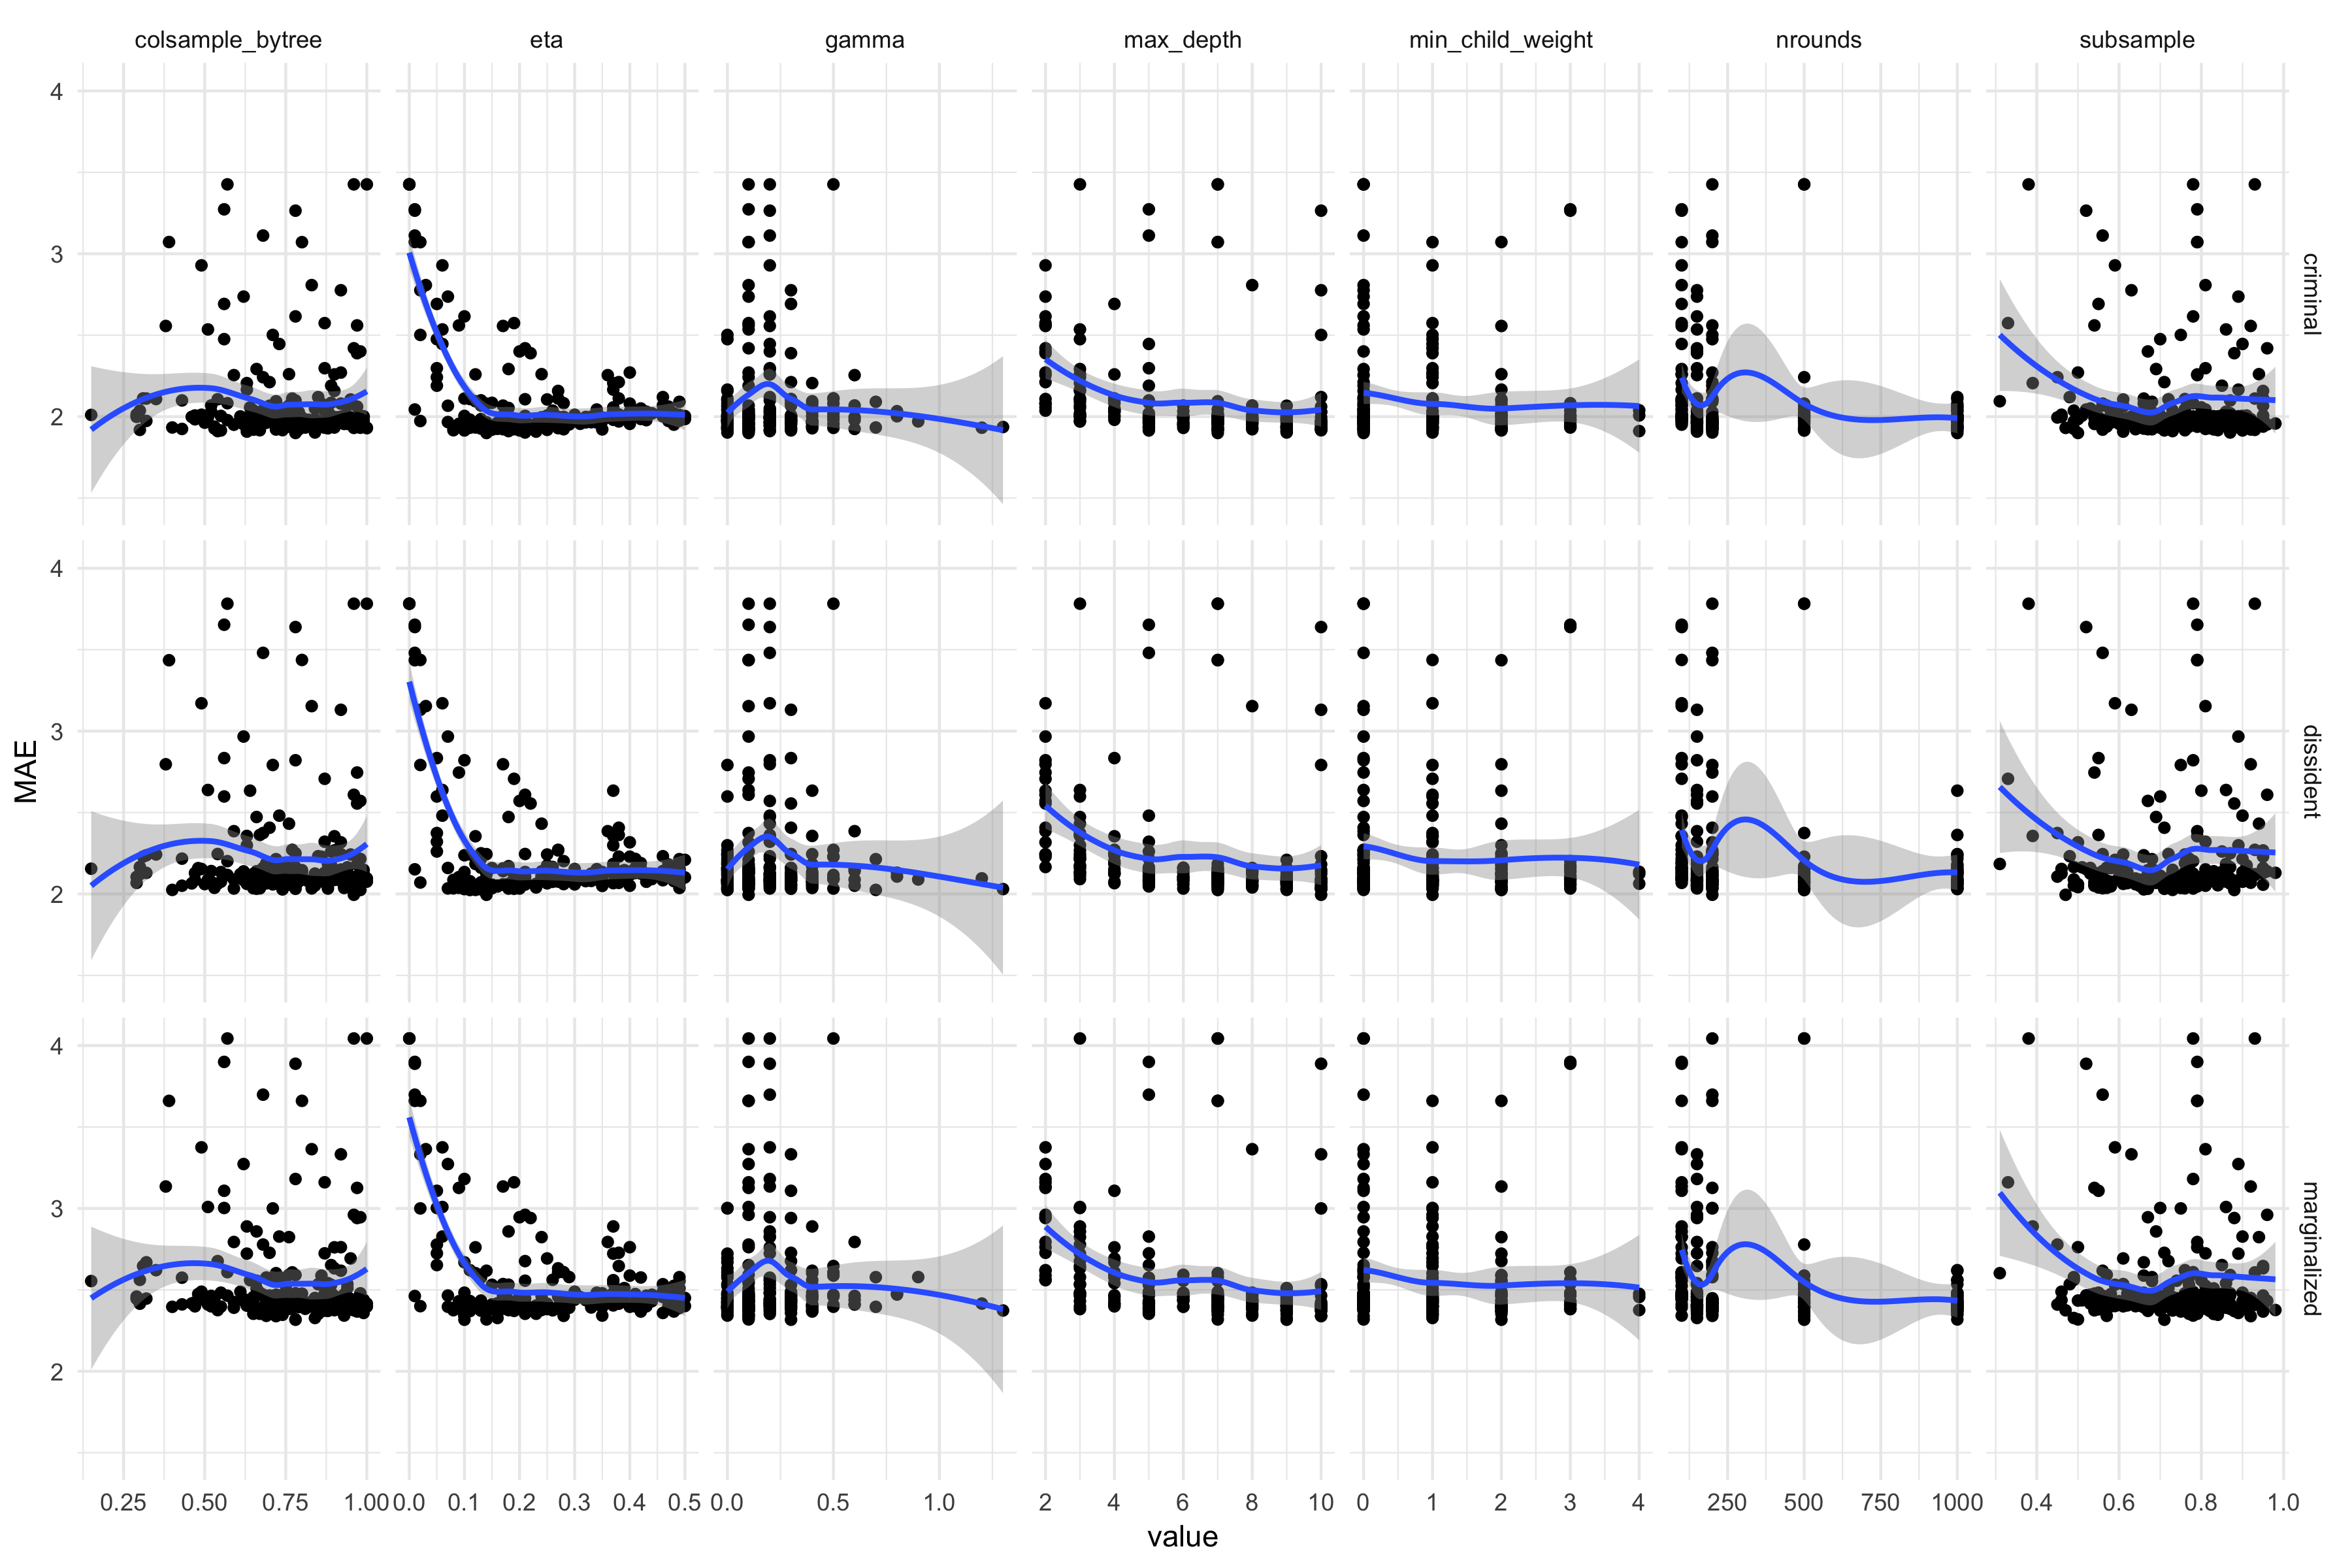 colsample_bytree eta gamma max_depth min_child_weight nrounds subsample
4
3
2
criminal
4
3
2
dissident
MAE
4
3
2
marginalized
0.25 0.50 0.75 1.00 0.0 0.1 0.2 0.3 0.4 0.5 0.0 0.5 1.0 2 4 6 8 10 0 1 2 3 4 250 500 750 1000 0.4 0.6 0.8 1.0
value